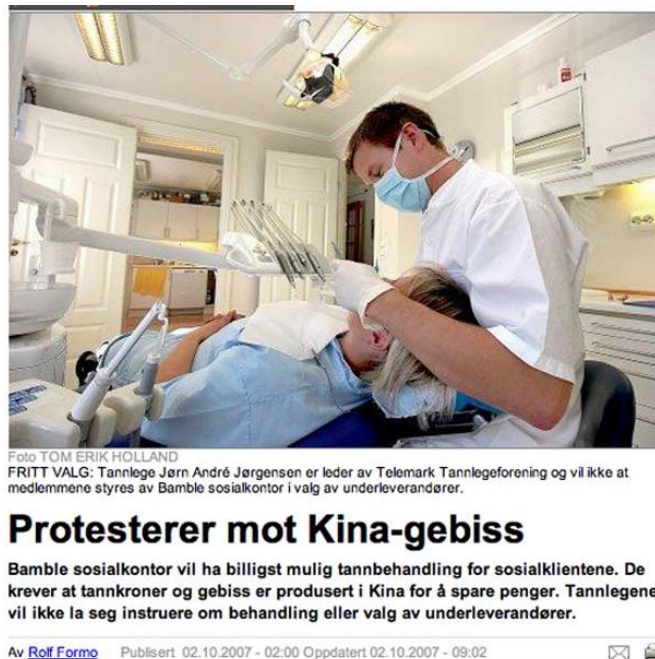 Foto TOM ERIK HOLLAND
FRITT VALG: Tannlege Jørn André Jørgensen er leder av Telemark Tannlegeforening og vil ikke at
medlemmene styres av Bamble sosialkontor i valg av underleverandører.
Protesterer mot Kina-gebiss
Bamble sosialkontor vil ha billigst mulig tannbehandling for sosialklientene. De
krever at tannkroner og gebiss er produsert i Kina for å spare penger. Tannlegene
vil ikke la seg instruere om behandling eller valg av underleverandører.
Av Rolf Formo Publisert 02.10.2007 - 02:00 Oppdatert 02.10.2007 - 09:02